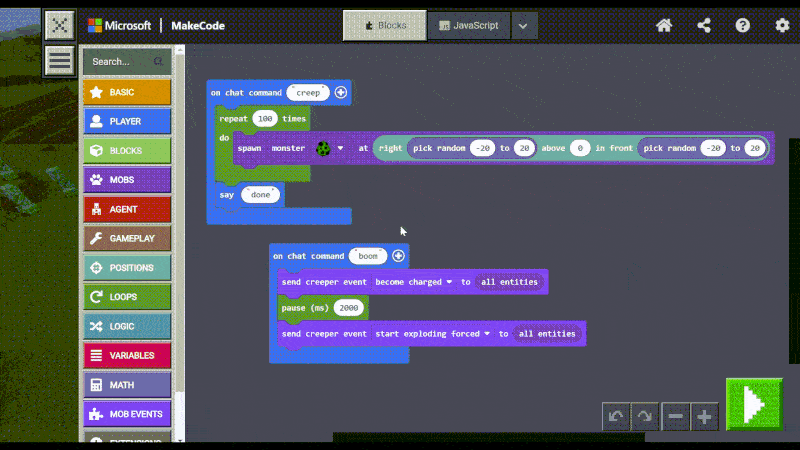 Microsoft | MakeCode
Blocks
JavaScript
Search...
BASIC
PLAYER
BLOCKS
MOBS
AGENT
GAMEPLAY
POSITIONS
LOOPS
LOGIC
VARIABLES
MATH
MOB EVENTS
EXTENSIONS
on chat command "creep"
repeat 100 times
do
spawn monster at right pick random -20 to 20 above 0 in front pick random -20 to 20
say "done"
on chat command "boom"
send creeper event become charged to all entities
pause (ms) 2000
send creeper event start exploding forced to all entities